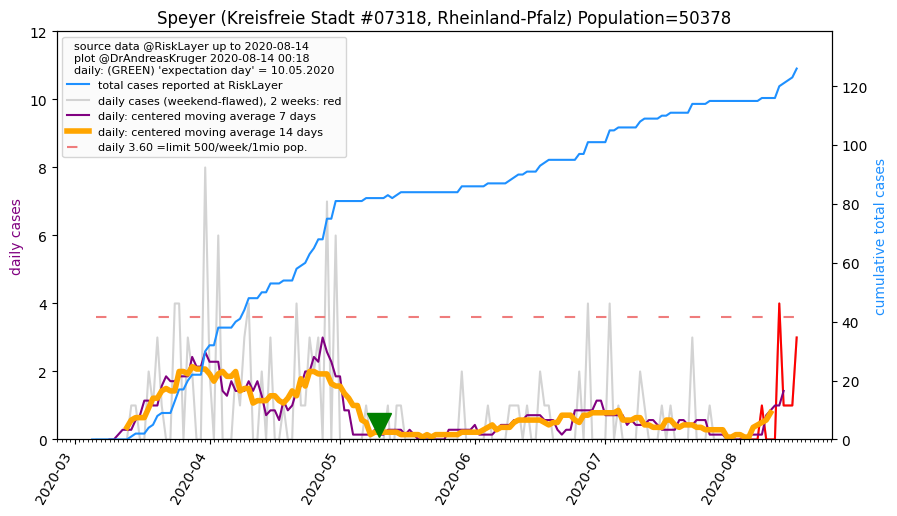 Speyer (Kreisfreie Stadt #07318, Rheinland-Pfalz) Population=50378
source data @RiskLayer up to 2020-08-14
plot @DrAndreasKruger 2020-08-14 00:18
daily: (GREEN) 'expectation day' = 10.05.2020
total cases reported at RiskLayer
daily cases (weekend-flawed), 2 weeks: red
daily: centered moving average 7 days
daily: centered moving average 14 days
daily 3.60 =limit 500/week/1mio pop.
daily cases
12
10
8
6
4
2
0
cumulative total cases
120
100
80
60
40
20
0
2020-03
2020-04
2020-05
2020-06
2020-07
2020-08